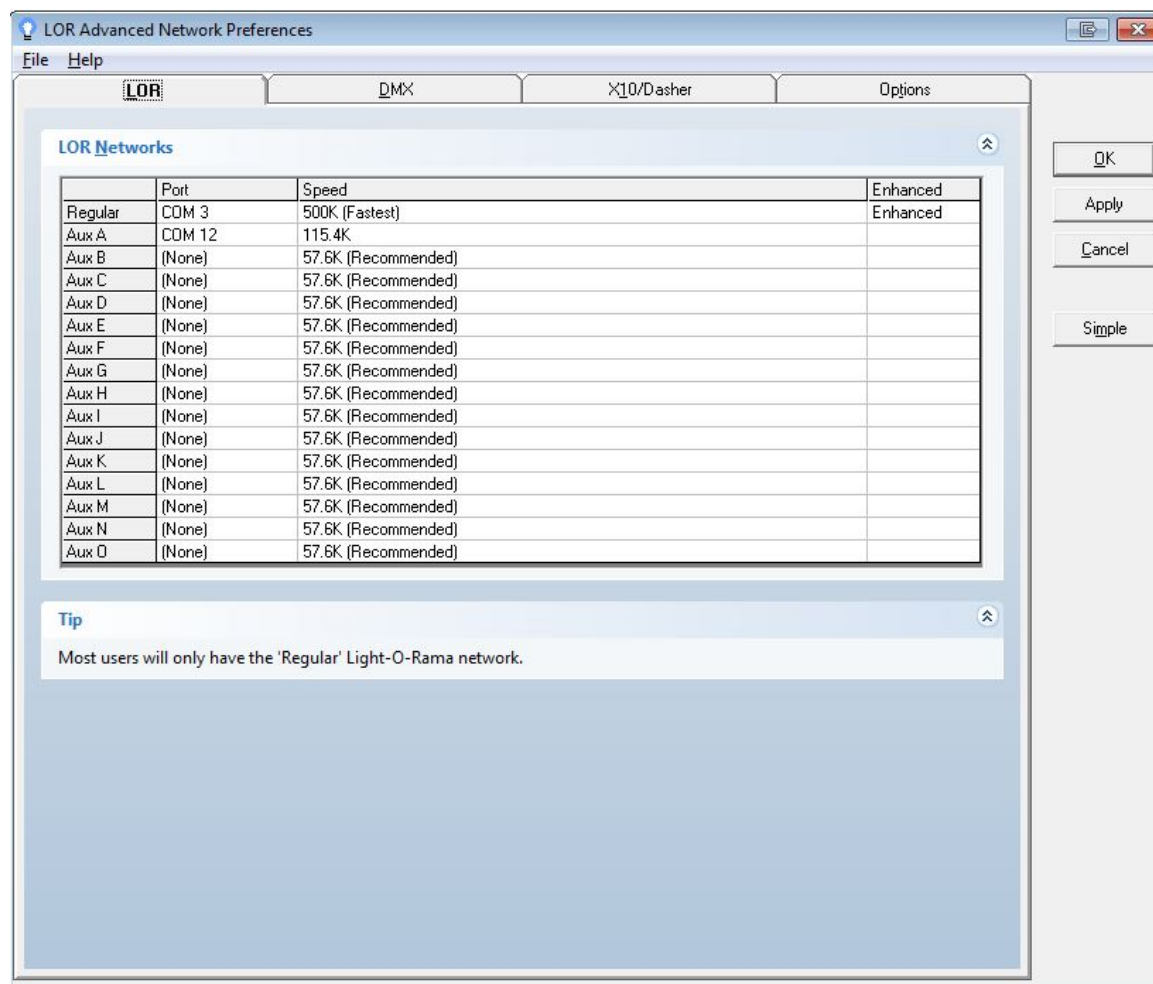 LOR Advanced Network Preferences
File Help
LOR DMX X10/Dasher Options
LOR Networks
OK
Apply
Cancel
Simple
Port Speed Enhanced
Regular COM 3 500K (Fastest) Enhanced
Aux A COM 12 115.4K
Aux B (None) 57.6K (Recommended)
Aux C (None) 57.6K (Recommended)
Aux D (None) 57.6K (Recommended)
Aux E (None) 57.6K (Recommended)
Aux F (None) 57.6K (Recommended)
Aux G (None) 57.6K (Recommended)
Aux H (None) 57.6K (Recommended)
Aux I (None) 57.6K (Recommended)
Aux J (None) 57.6K (Recommended)
Aux K (None) 57.6K (Recommended)
Aux L (None) 57.6K (Recommended)
Aux M (None) 57.6K (Recommended)
Aux N (None) 57.6K (Recommended)
Aux O (None) 57.6K (Recommended)
Tip
Most users will only have the 'Regular' Light-O-Rama network.